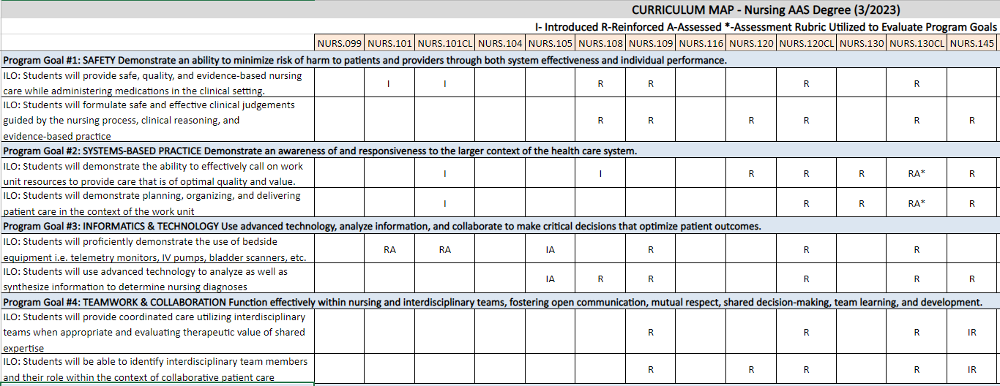 CURRICULUM MAP - Nursing AAS Degree (3/2023)
I- Introduced R-Reinforced A-Assessed *-Assessment Rubric Utilized to Evaluate Program Goals
NURS.099 NURS.101 NURS.101CL NURS.104 NURS.105 NURS.108 NURS.109 NURS.116 NURS.120 NURS.120CL NURS.130 NURS.130CL NURS.145
Program Goal #1: SAFETY Demonstrate an ability to minimize risk of harm to patients and providers through both system effectiveness and individual performance.
ILO: Students will provide safe, quality, and evidence-based nursing
care while administering medications in the clinical setting.
I I R R R R
ILO: Students will formulate safe and effective clinical judgements
guided by the nursing process, clinical reasoning, and
evidence-based practice
R R R R R R
Program Goal #2: SYSTEMS-BASED PRACTICE Demonstrate an awareness of and responsiveness to the larger context of the health care system.
ILO: Students will demonstrate the ability to effectively call on work
unit resources to provide care that is of optimal quality and value.
I I R R R RA* R
ILO: Students will demonstrate planning, organizing, and delivering
patient care in the context of the work unit
I R R RA* R
Program Goal #3: INFORMATICS & TECHNOLOGY Use advanced technology, analyze information, and collaborate to make critical decisions that optimize patient outcomes.
ILO: Students will proficiently demonstrate the use of bedside
equipment i.e. telemetry monitors, IV pumps, bladder scanners, etc.
RA RA IA R R R
ILO: Students will use advanced technology to analyze as well as
synthesize information to determine nursing diagnoses
IA R R R R R
Program Goal #4: TEAMWORK & COLLABORATION Function effectively within nursing and interdisciplinary teams, fostering open communication, mutual respect, shared decision-making, team learning, and development.
ILO: Students will provide coordinated care utilizing interdisciplinary
teams when appropriate and evaluating therapeutic value of shared
expertise
R R R IR
ILO: Students will be able to identify interdisciplinary team members
and their role within the context of collaborative patient care
R R R R IR